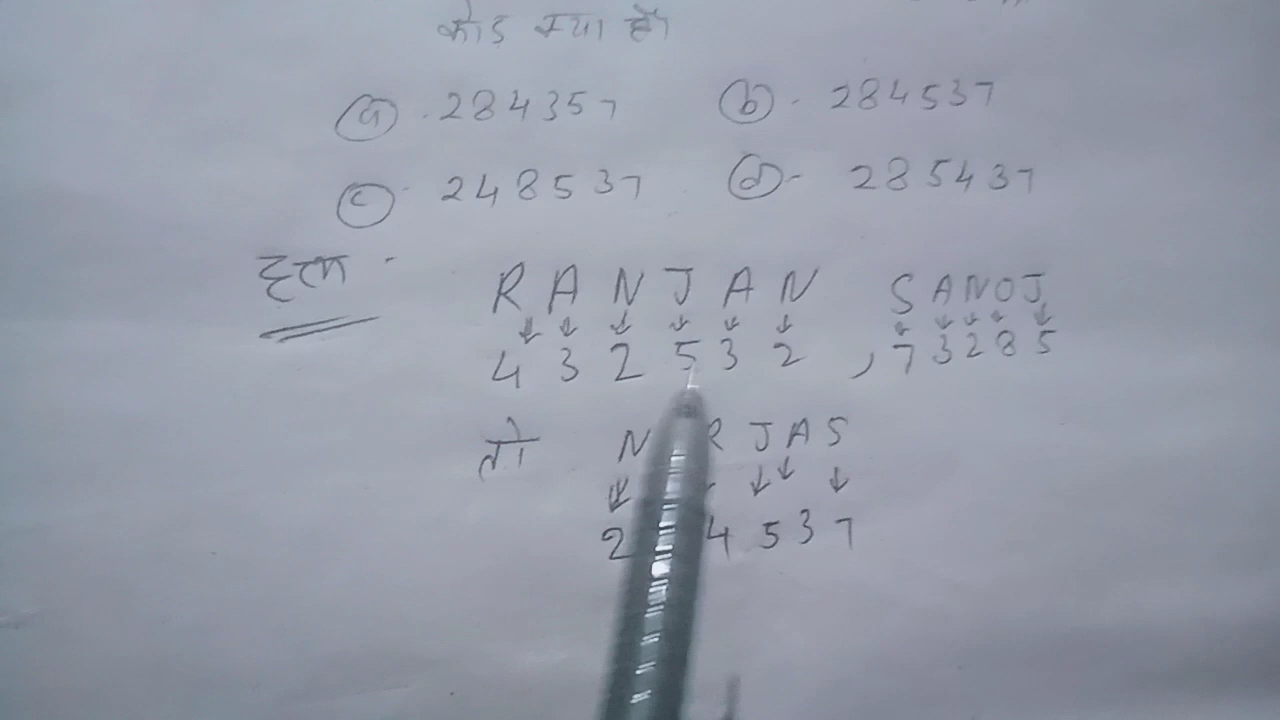 कोड क्या है।
(a) . 284357 (b) - 284537
(c) . 248537 (d) - 285437
हल -
R A N J A N , S A N O J
4 3 2 5 3 2 , 7 3 2 8 5
तो N R J A S
2 4 5 3 7